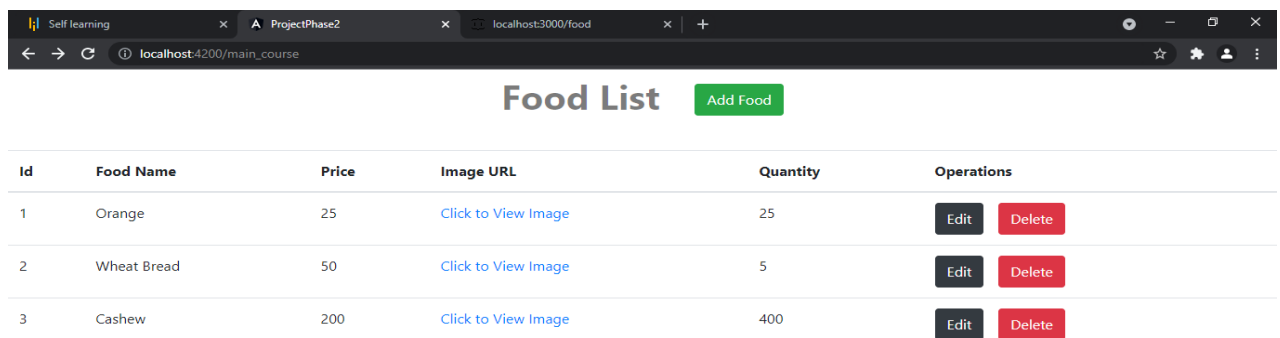 Self learning ProjectPhase2 localhost:3000/food
localhost:4200/main_course
Food List Add Food
Id Food Name Price Image URL Quantity Operations
1 Orange 25 Click to View Image 25 Edit Delete
2 Wheat Bread 50 Click to View Image 5 Edit Delete
3 Cashew 200 Click to View Image 400 Edit Delete